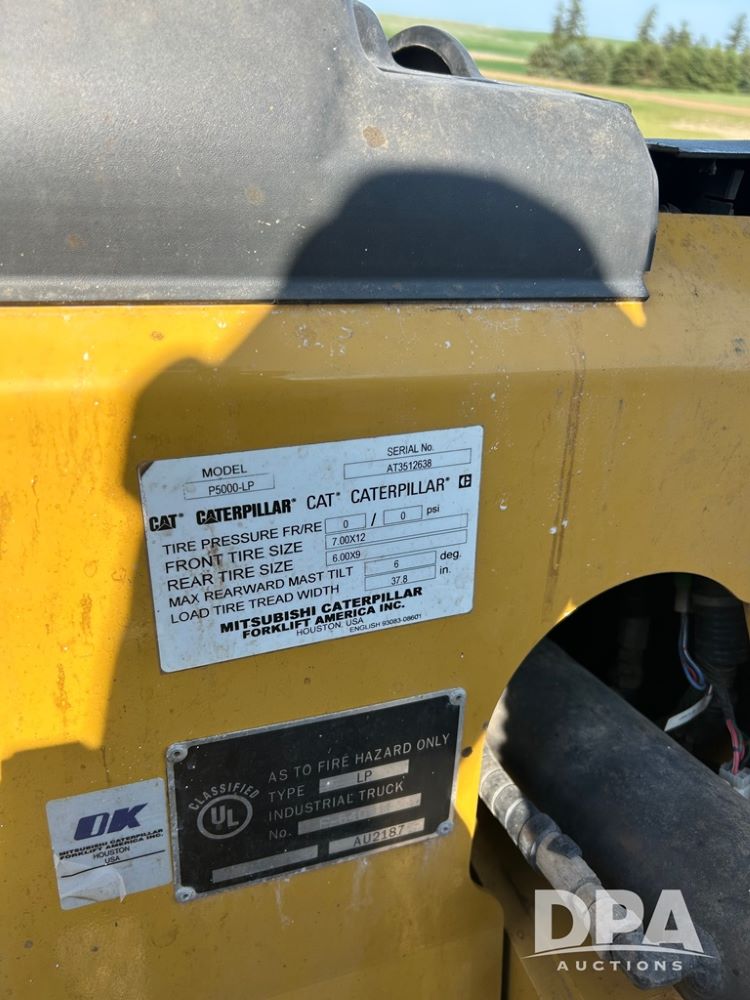 MODEL SERIAL No.
P5000-LP AT3512638
CAT® CATERPILLAR® CAT® CATERPILLAR® C
TIRE PRESSURE FR/RE 0 / 0 psi
FRONT TIRE SIZE 7.00X12
REAR TIRE SIZE 6.00X9
MAX REARWARD MAST TILT 6 deg.
LOAD TIRE TREAD WIDTH 37.8 in.
MITSUBISHI CATERPILLAR
FORKLIFT AMERICA INC.
HOUSTON, USA
ENGLISH 93083-08601
CLASSIFIED
UL
AS TO FIRE HAZARD ONLY
TYPE LP
INDUSTRIAL TRUCK
No.
AU2187
OK
MITSUBISHI CATERPILLAR
FORKLIFT AMERICA INC.
HOUSTON
USA
DPA
AUCTIONS